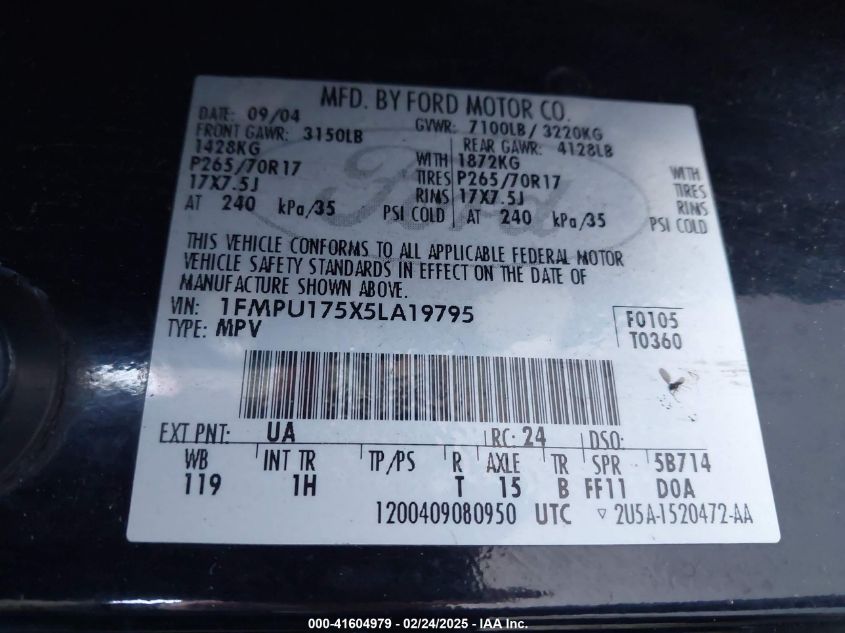 MFD. BY FORD MOTOR CO.
DATE: 09/04 GVWR: 7100LB / 3220KG
FRONT GAWR: 3150LB REAR GAWR: 4128LB
1428KG WITH 1872KG WITH
P265/70R17 TIRES P265/70R17 TIRES
17X7.5J RIMS 17X7.5J RIMS
AT 240 kPa/35 PSI COLD AT 240 kPa/35 PSI COLD
Ford
THIS VEHICLE CONFORMS TO ALL APPLICABLE FEDERAL MOTOR
VEHICLE SAFETY STANDARDS IN EFFECT ON THE DATE OF
MANUFACTURE SHOWN ABOVE.
VIN: 1FMPU175X5LA19795 F0105
TYPE: MPV T0360
EXT PNT: UA RC: 24 DSO:
WB INT TR TP/PS R AXLE TR SPR 5B714
119 1H T 15 B FF11 DOA
1200409080950 UTC ▽ 2U5A-1520472-AA
000-41604979 - 02/24/2025 - IAA Inc.